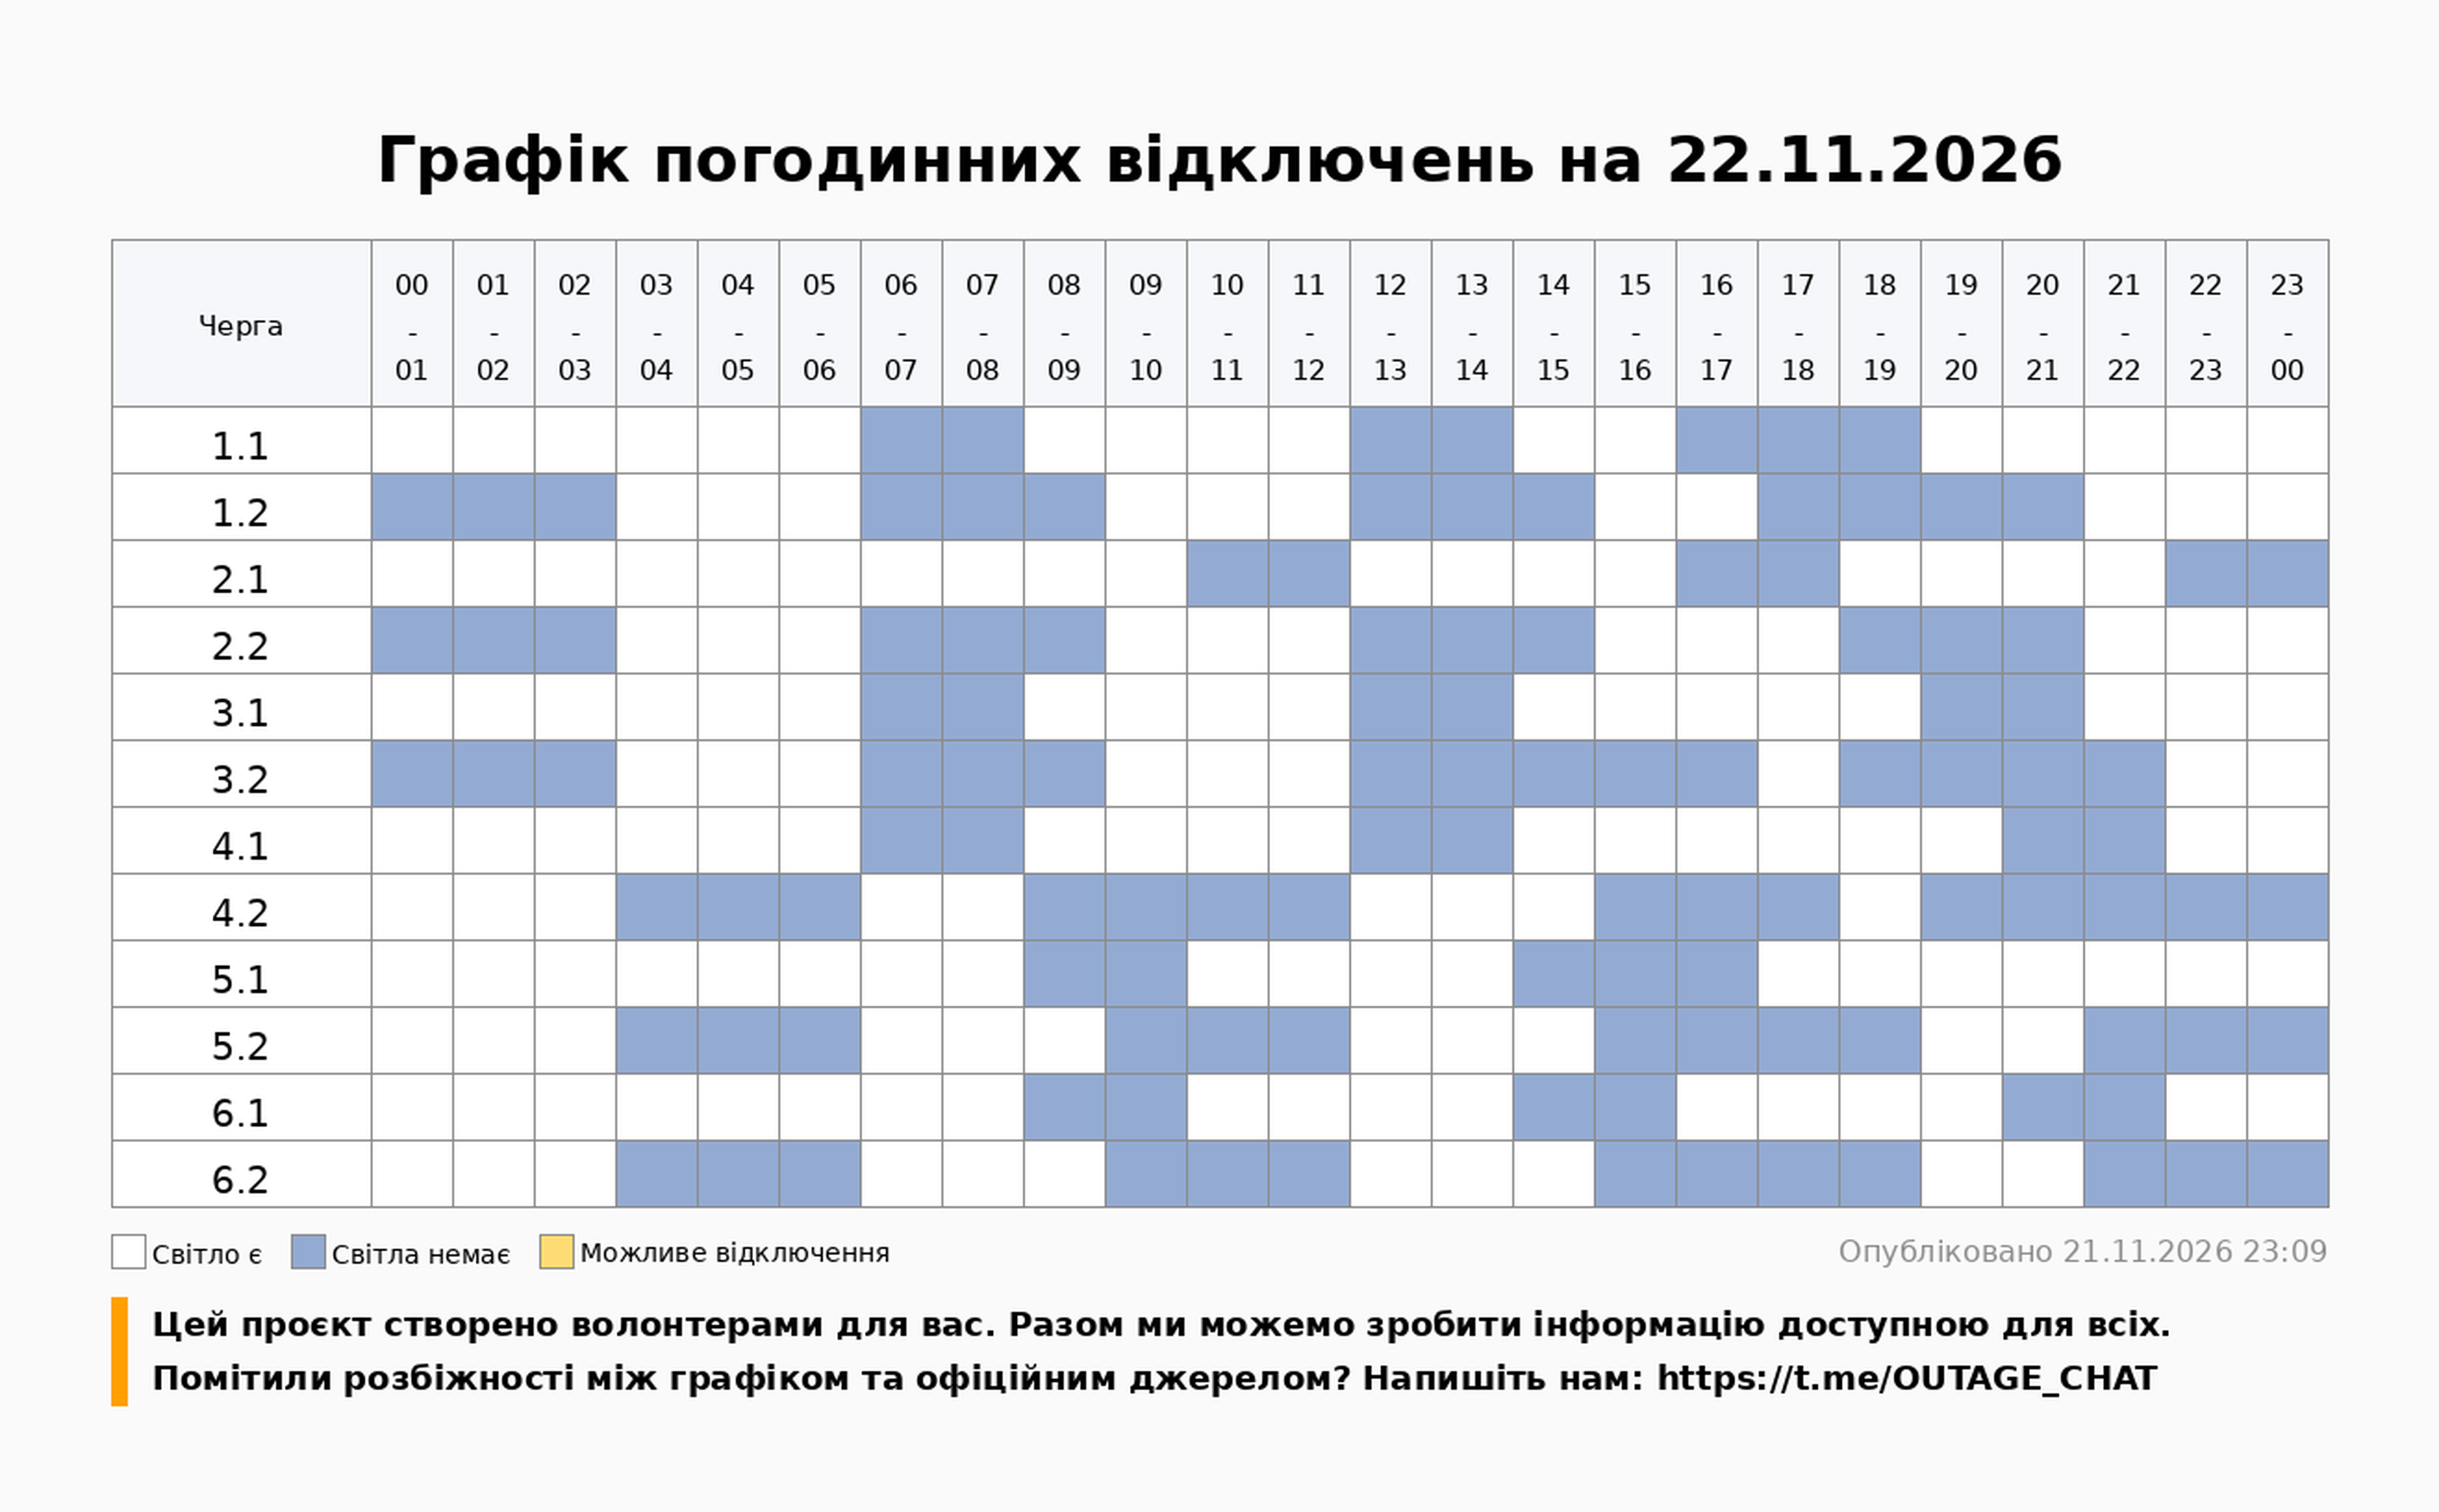 Графік погодинних відключень на 22.11.2026
Черга 00 - 01 01 - 02 02 - 03 03 - 04 04 - 05 05 - 06 06 - 07 07 - 08 08 - 09 09 - 10 10 - 11 11 - 12 12 - 13 13 - 14 14 - 15 15 - 16 16 - 17 17 - 18 18 - 19 19 - 20 20 - 21 21 - 22 22 - 23 23 - 00
1.1
1.2
2.1
2.2
3.1
3.2
4.1
4.2
5.1
5.2
6.1
6.2
Світло є Світла немає Можливе відключення Опубліковано 21.11.2026 23:09
Цей проєкт створено волонтерами для вас. Разом ми можемо зробити інформацію доступною для всіх.
Помітили розбіжності між графіком та офіційним джерелом? Напишіть нам: https://t.me/OUTAGE_CHAT